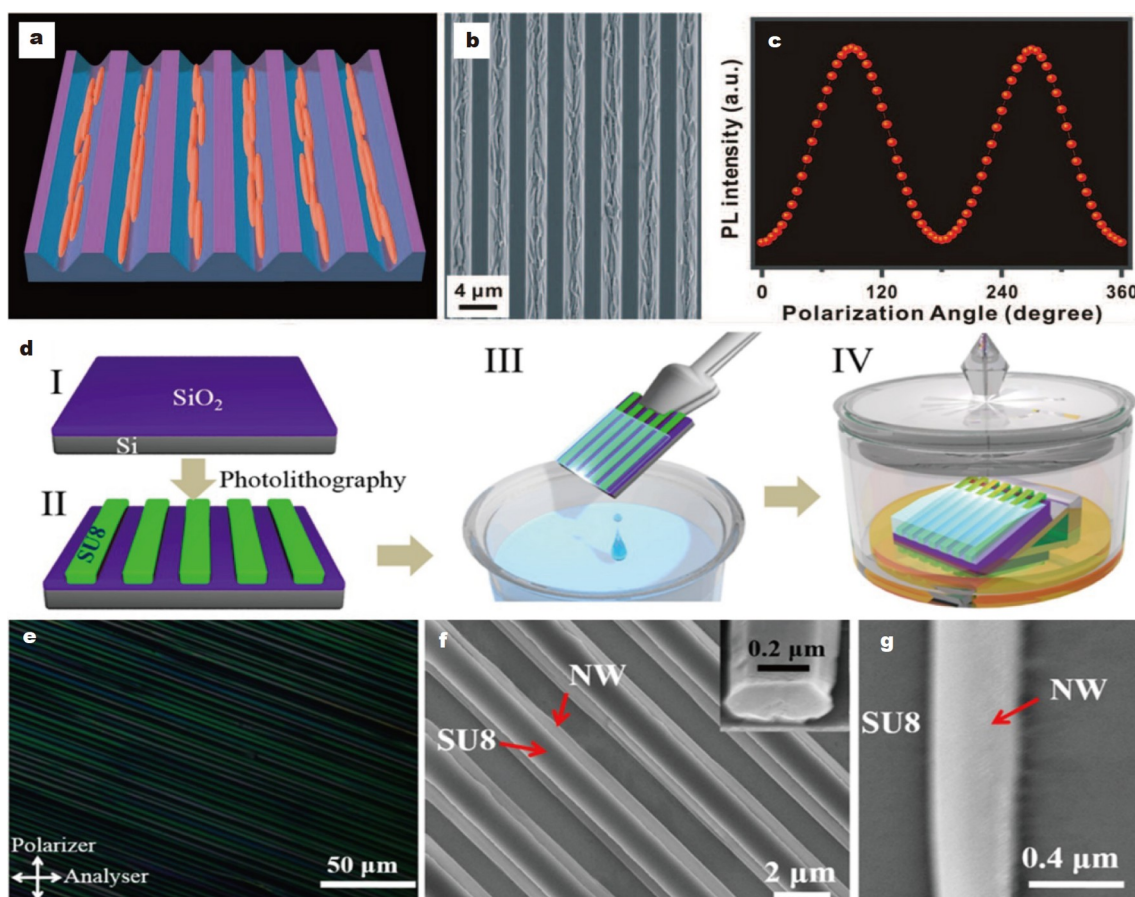 a
b
4 μm
c
PL intensity (a.u.)
0 120 240 360
Polarization Angle (degree)
d
I
SiO2
Si
Photolithography
II
SU8
III
IV
e
Polarizer
Analyser
50 μm
f
NW
SU8
0.2 μm
2 μm
g
SU8
NW
0.4 μm